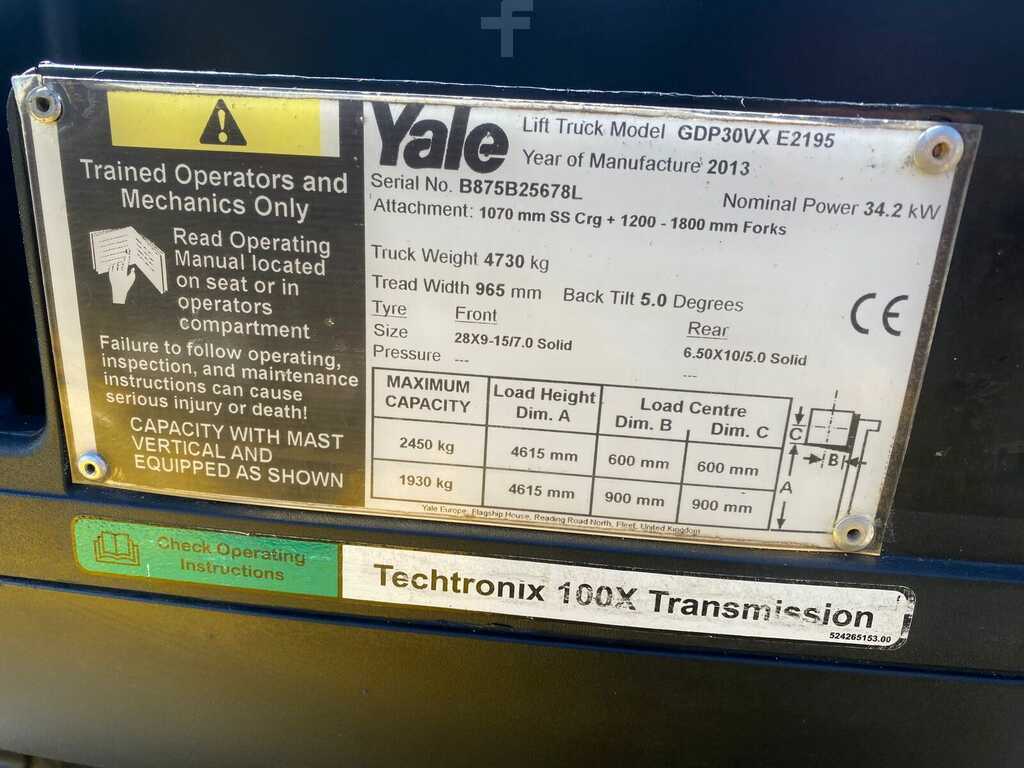 Trained Operators and
Mechanics Only
Read Operating
Manual located
on seat or in
operators
compartment
Failure to follow operating,
inspection, and maintenance
instructions can cause
serious injury or death!
CAPACITY WITH MAST
VERTICAL AND
EQUIPPED AS SHOWN
Yale
Lift Truck Model GDP30VX E2195
Year of Manufacture 2013
Serial No. B875B25678L
Nominal Power 34.2 kW
Attachment: 1070 mm SS Crg + 1200 - 1800 mm Forks
Truck Weight 4730 kg
Tread Width 965 mm Back Tilt 5.0 Degrees
CE
Tyre Front Rear
Size 28X9-15/7.0 Solid 6.50X10/5.0 Solid
Pressure --- ---
MAXIMUM CAPACITY Load Height Dim. A Load Centre Dim. B Dim. C
2450 kg 4615 mm 600 mm 600 mm
1930 kg 4615 mm 900 mm 900 mm
C
B
A
Yale Europe, Flagship House, Reading Road North, Fleet, United Kingdom
Check Operating
Instructions
Techtronix 100X Transmission
524265153.00